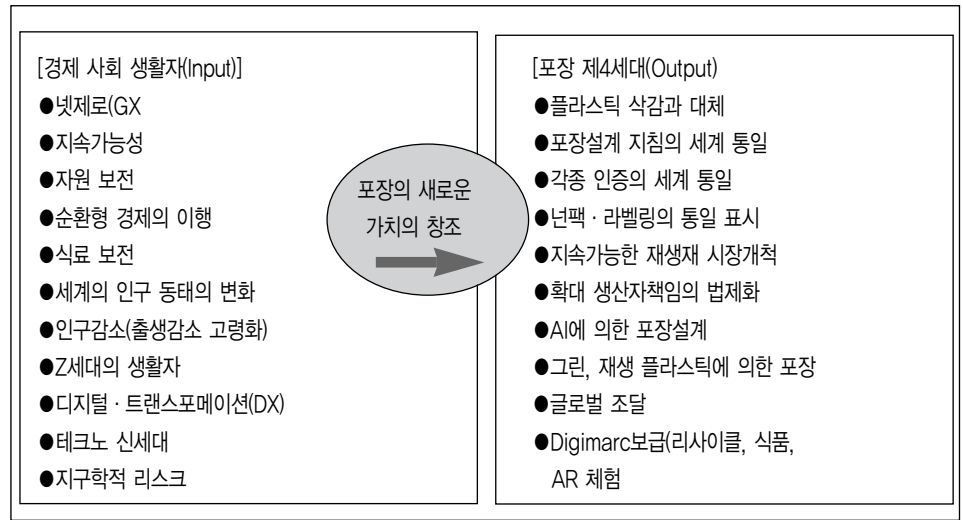 [경제 사회 생활자(Input)]
●넷제로(GX
●지속가능성
●자원 보전
●순환형 경제의 이행
●식료 보전
●세계의 인구 동태의 변화
●인구감소(출생감소 고령화)
●Z세대의 생활자
●디지털 · 트랜스포메이션(DX)
●테크노 신세대
●지구학적 리스크
포장의 새로운
가치의 창조
[포장 제4세대(Output)
●플라스틱 삭감과 대체
●포장설계 지침의 세계 통일
●각종 인증의 세계 통일
●넌팩 · 라벨링의 통일 표시
●지속가능한 재생재 시장개척
●확대 생산자책임의 법제화
●AI에 의한 포장설계
●그린, 재생 플라스틱에 의한 포장
●글로벌 조달
●Digimarc보급(리사이클, 식품,
AR 체험